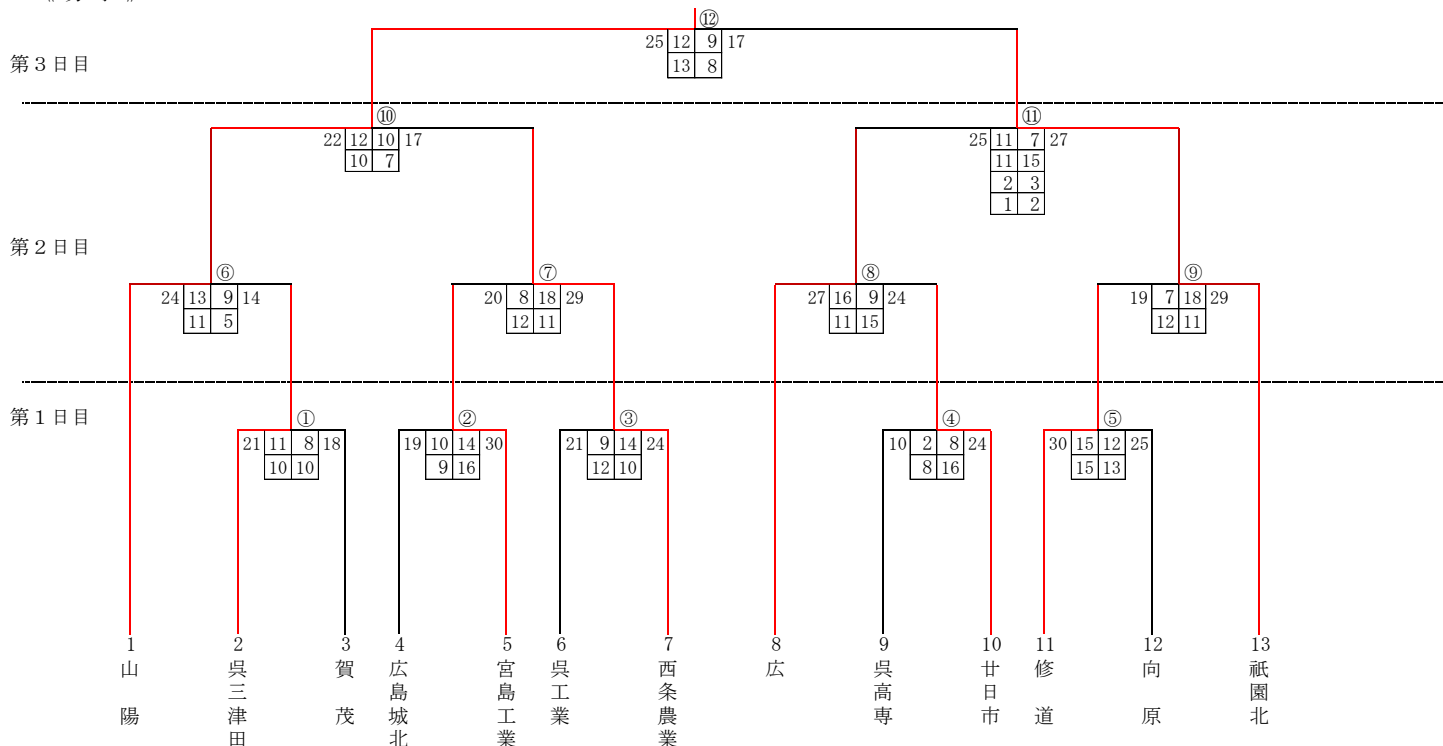 ⑫
25 12 9 17
13 8
第3日目
⑩
22 12 10 17
10 7
⑪
25 11 7 27
11 15
2 3
1 2
第2日目
⑥
24 13 9 14
11 5
⑦
20 8 18 29
12 11
⑧
27 16 9 24
11 15
⑨
19 7 18 29
12 11
第1日目
①
21 11 8 18
10 10
②
19 10 14 30
9 16
③
21 9 14 24
12 10
④
10 2 8 24
8 16
⑤
30 15 12 25
15 13
1 山陽
2 呉三津田
3 賀茂
4 広島城北
5 宮島工業
6 呉工業
7 西条農業
8 広
9 呉高専
10 廿日市
11 修道
12 向原
13 祇園北